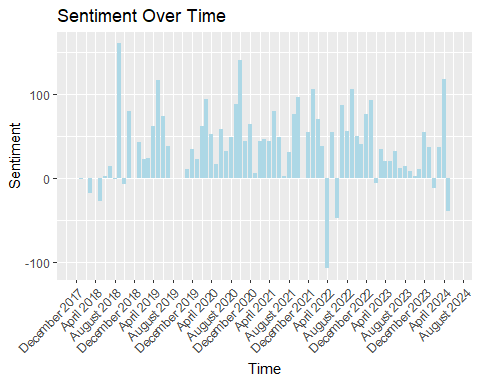 Sentiment Over Time
Sentiment
100
0
-100
December 2017
April 2018
August 2018
December 2018
April 2019
August 2019
December 2019
April 2020
August 2020
December 2020
April 2021
August 2021
December 2021
April 2022
August 2022
December 2022
April 2023
August 2023
December 2023
April 2024
August 2024
Time